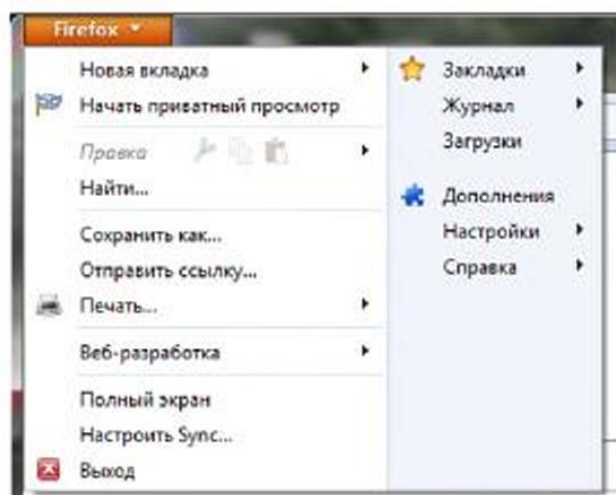 Firefox
Новая вкладка
Начать приватный просмотр
Правка
Найти...
Сохранить как...
Отправить ссылку...
Печать...
Веб-разработка
Полный экран
Настроить Sync...
Выход
Закладки
Журнал
Загрузки
Дополнения
Настройки
Справка